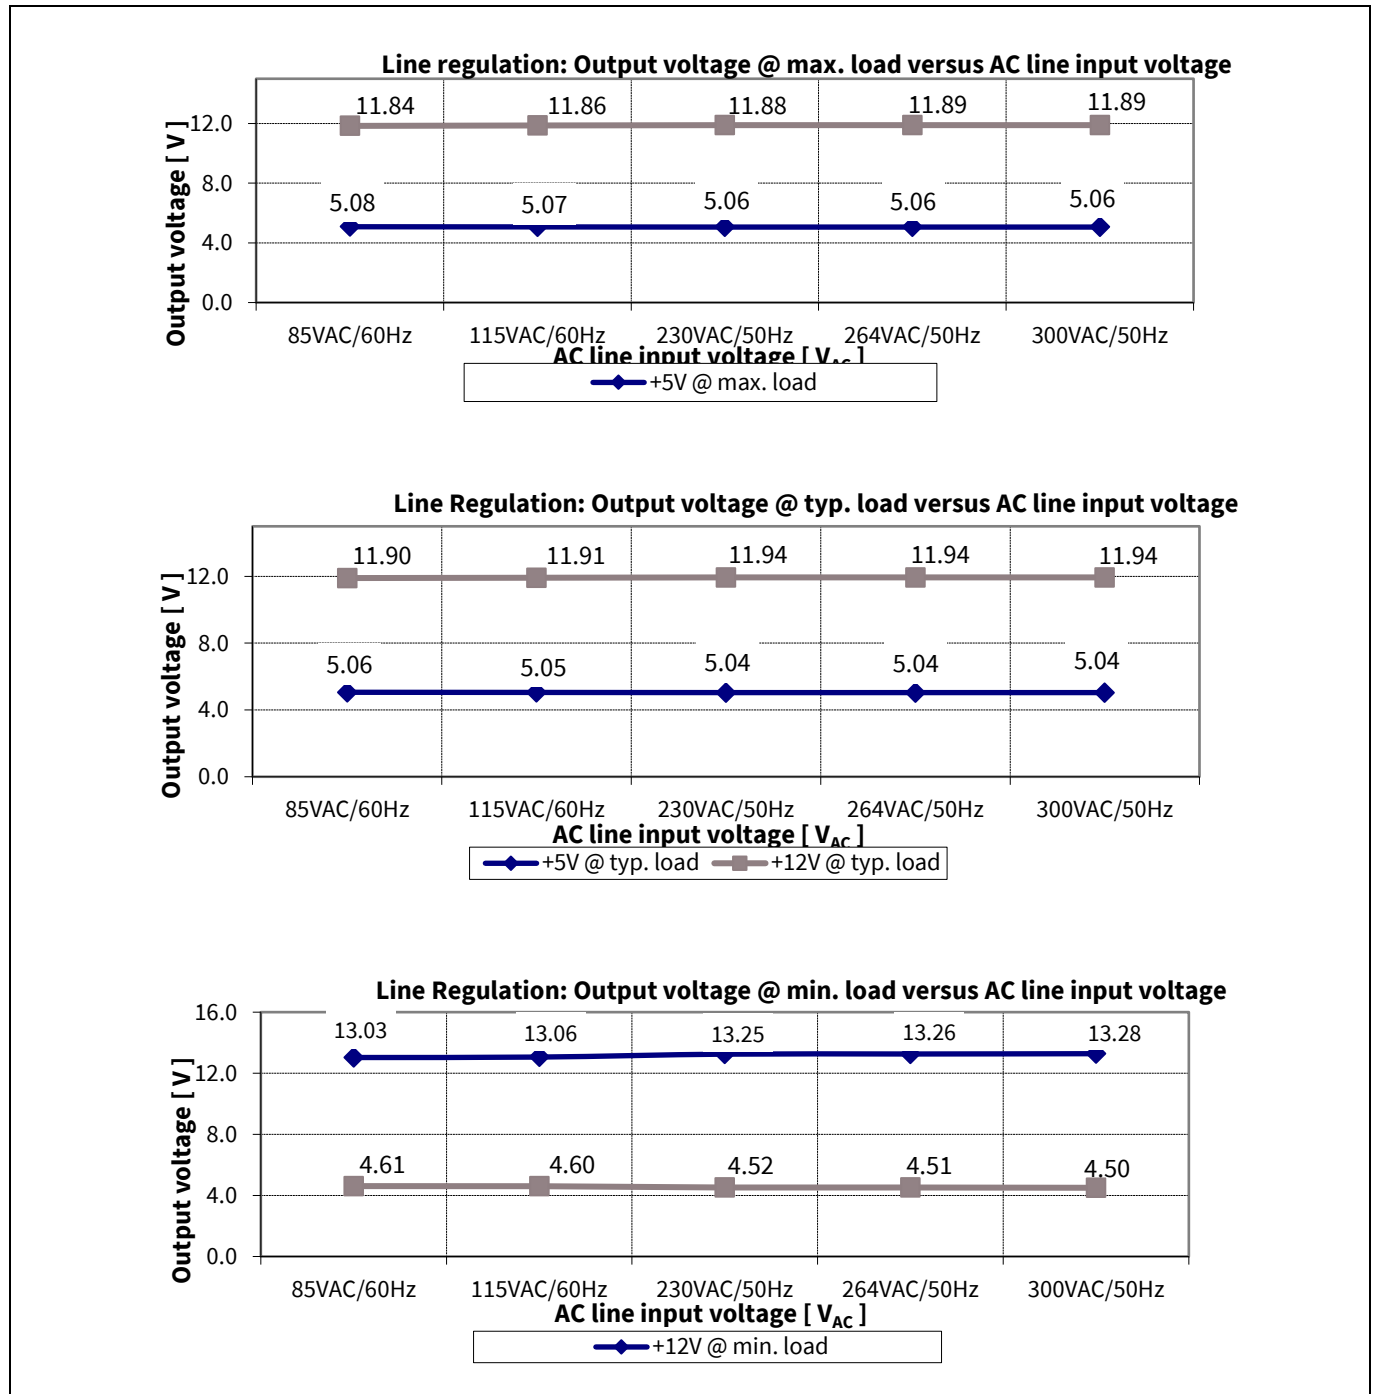 Line regulation: Output voltage @ max. load versus AC line input voltage
Output voltage [ V]
12.0
8.0
4.0
0.0
11.84 11.86 11.88 11.89 11.89
5.08 5.07 5.06 5.06 5.06
85VAC/60Hz 115VAC/60Hz 230VAC/50Hz 264VAC/50Hz 300VAC/50Hz
AC line input voltage [ VAC ]
+5V @ max. load
Line Regulation: Output voltage @ typ. load versus AC line input voltage
Output voltage [ V ]
12.0
8.0
4.0
0.0
11.90 11.91 11.94 11.94 11.94
5.06 5.05 5.04 5.04 5.04
85VAC/60Hz 115VAC/60Hz 230VAC/50Hz 264VAC/50Hz 300VAC/50Hz
AC line input voltage [ VAC ]
+5V @ typ. load +12V @ typ. load
Line Regulation: Output voltage @ min. load versus AC line input voltage
Output voltage [ V ]
16.0
12.0
8.0
4.0
0.0
13.03 13.06 13.25 13.26 13.28
4.61 4.60 4.52 4.51 4.50
85VAC/60Hz 115VAC/60Hz 230VAC/50Hz 264VAC/50Hz 300VAC/50Hz
AC line input voltage [ VAC ]
+12V @ min. load